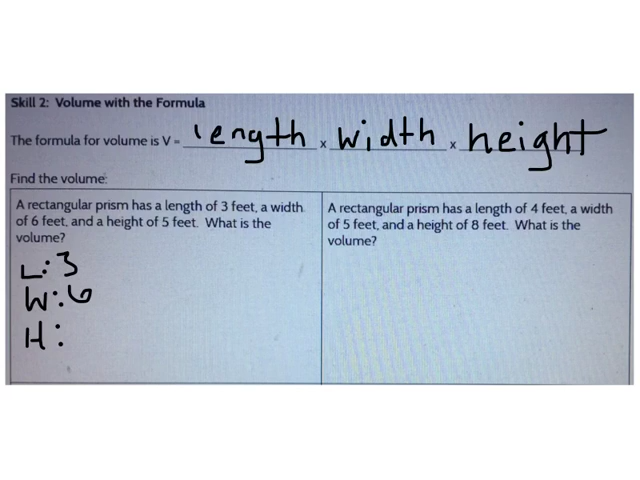 Skill 2: Volume with the Formula
The formula for volume is V = length x width x height
Find the volume:
A rectangular prism has a length of 3 feet, a width
of 6 feet, and a height of 5 feet. What is the
volume?
L: 3
W: 6
H:
A rectangular prism has a length of 4 feet, a width
of 5 feet, and a height of 8 feet. What is the
volume?